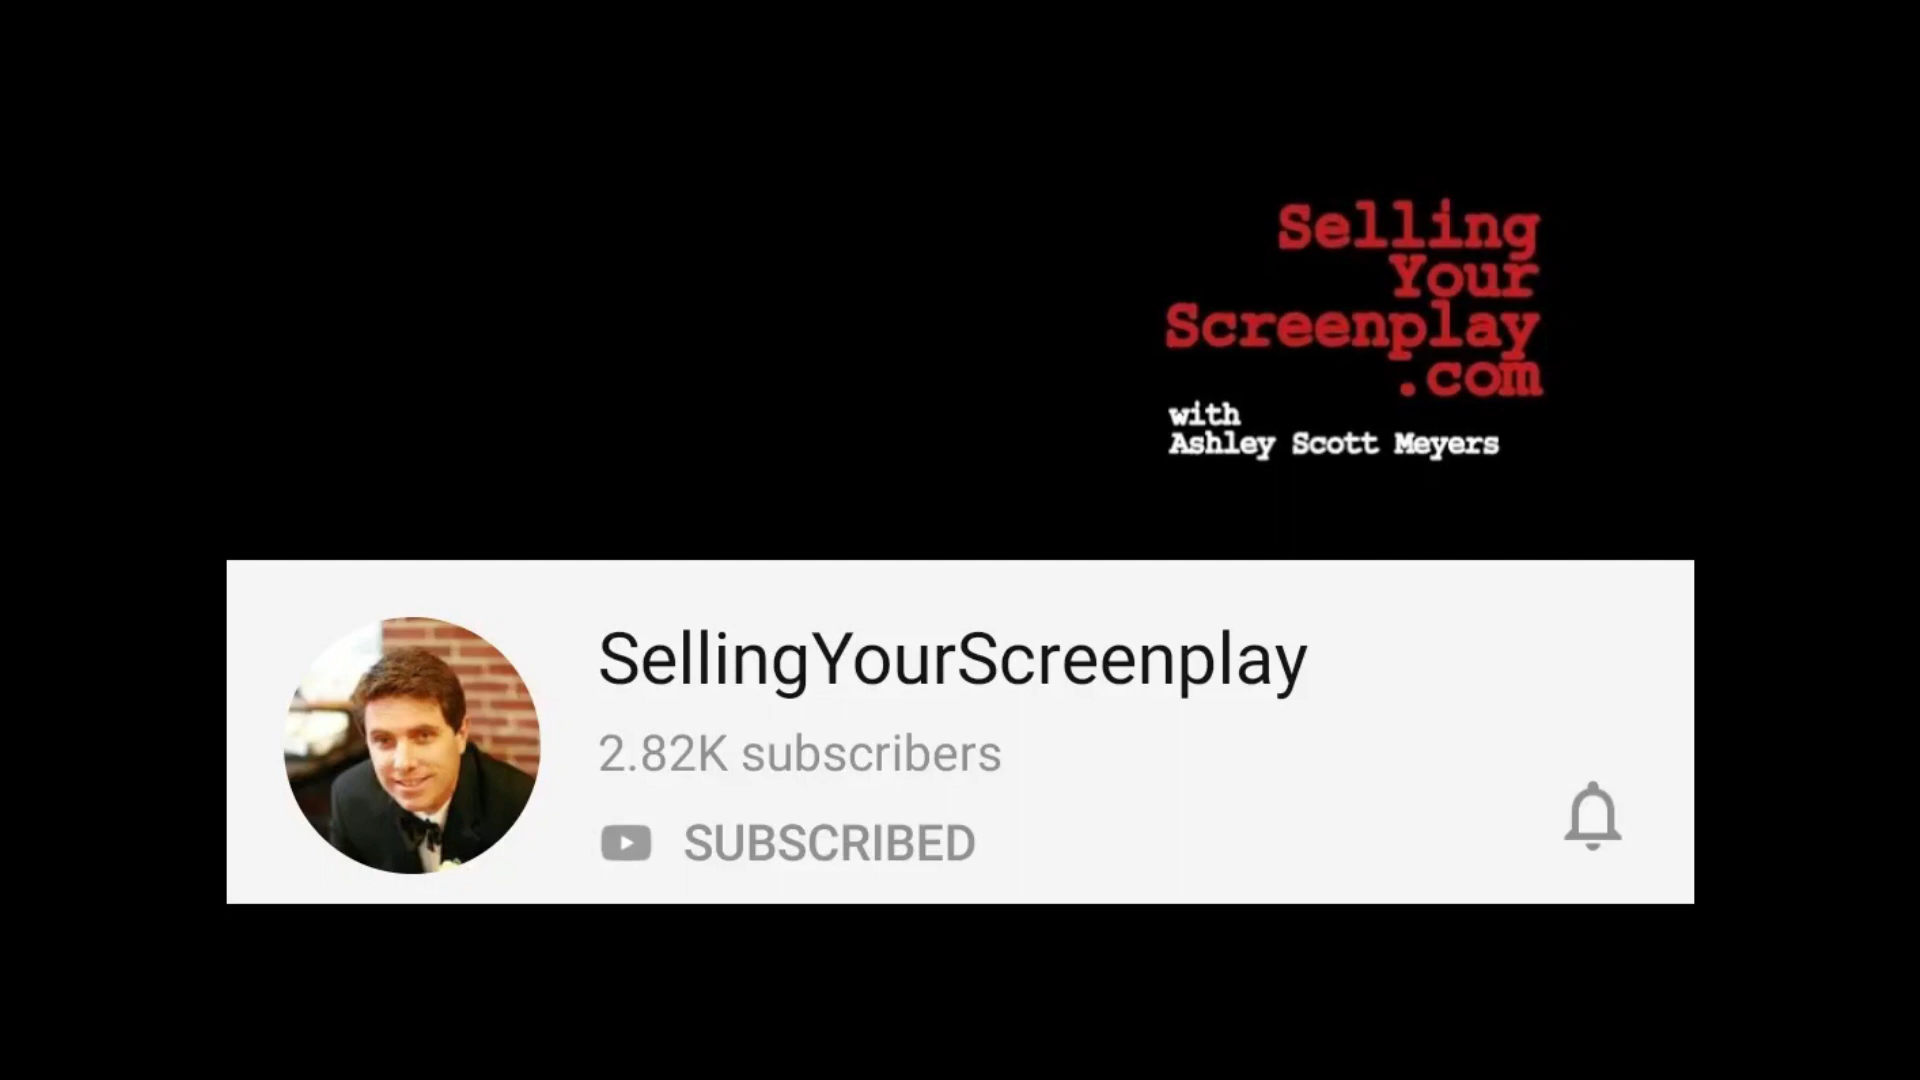 Selling
Your
Screenplay
.com
with
Ashley Scott Meyers
SellingYourScreenplay
2.82K subscribers
SUBSCRIBED